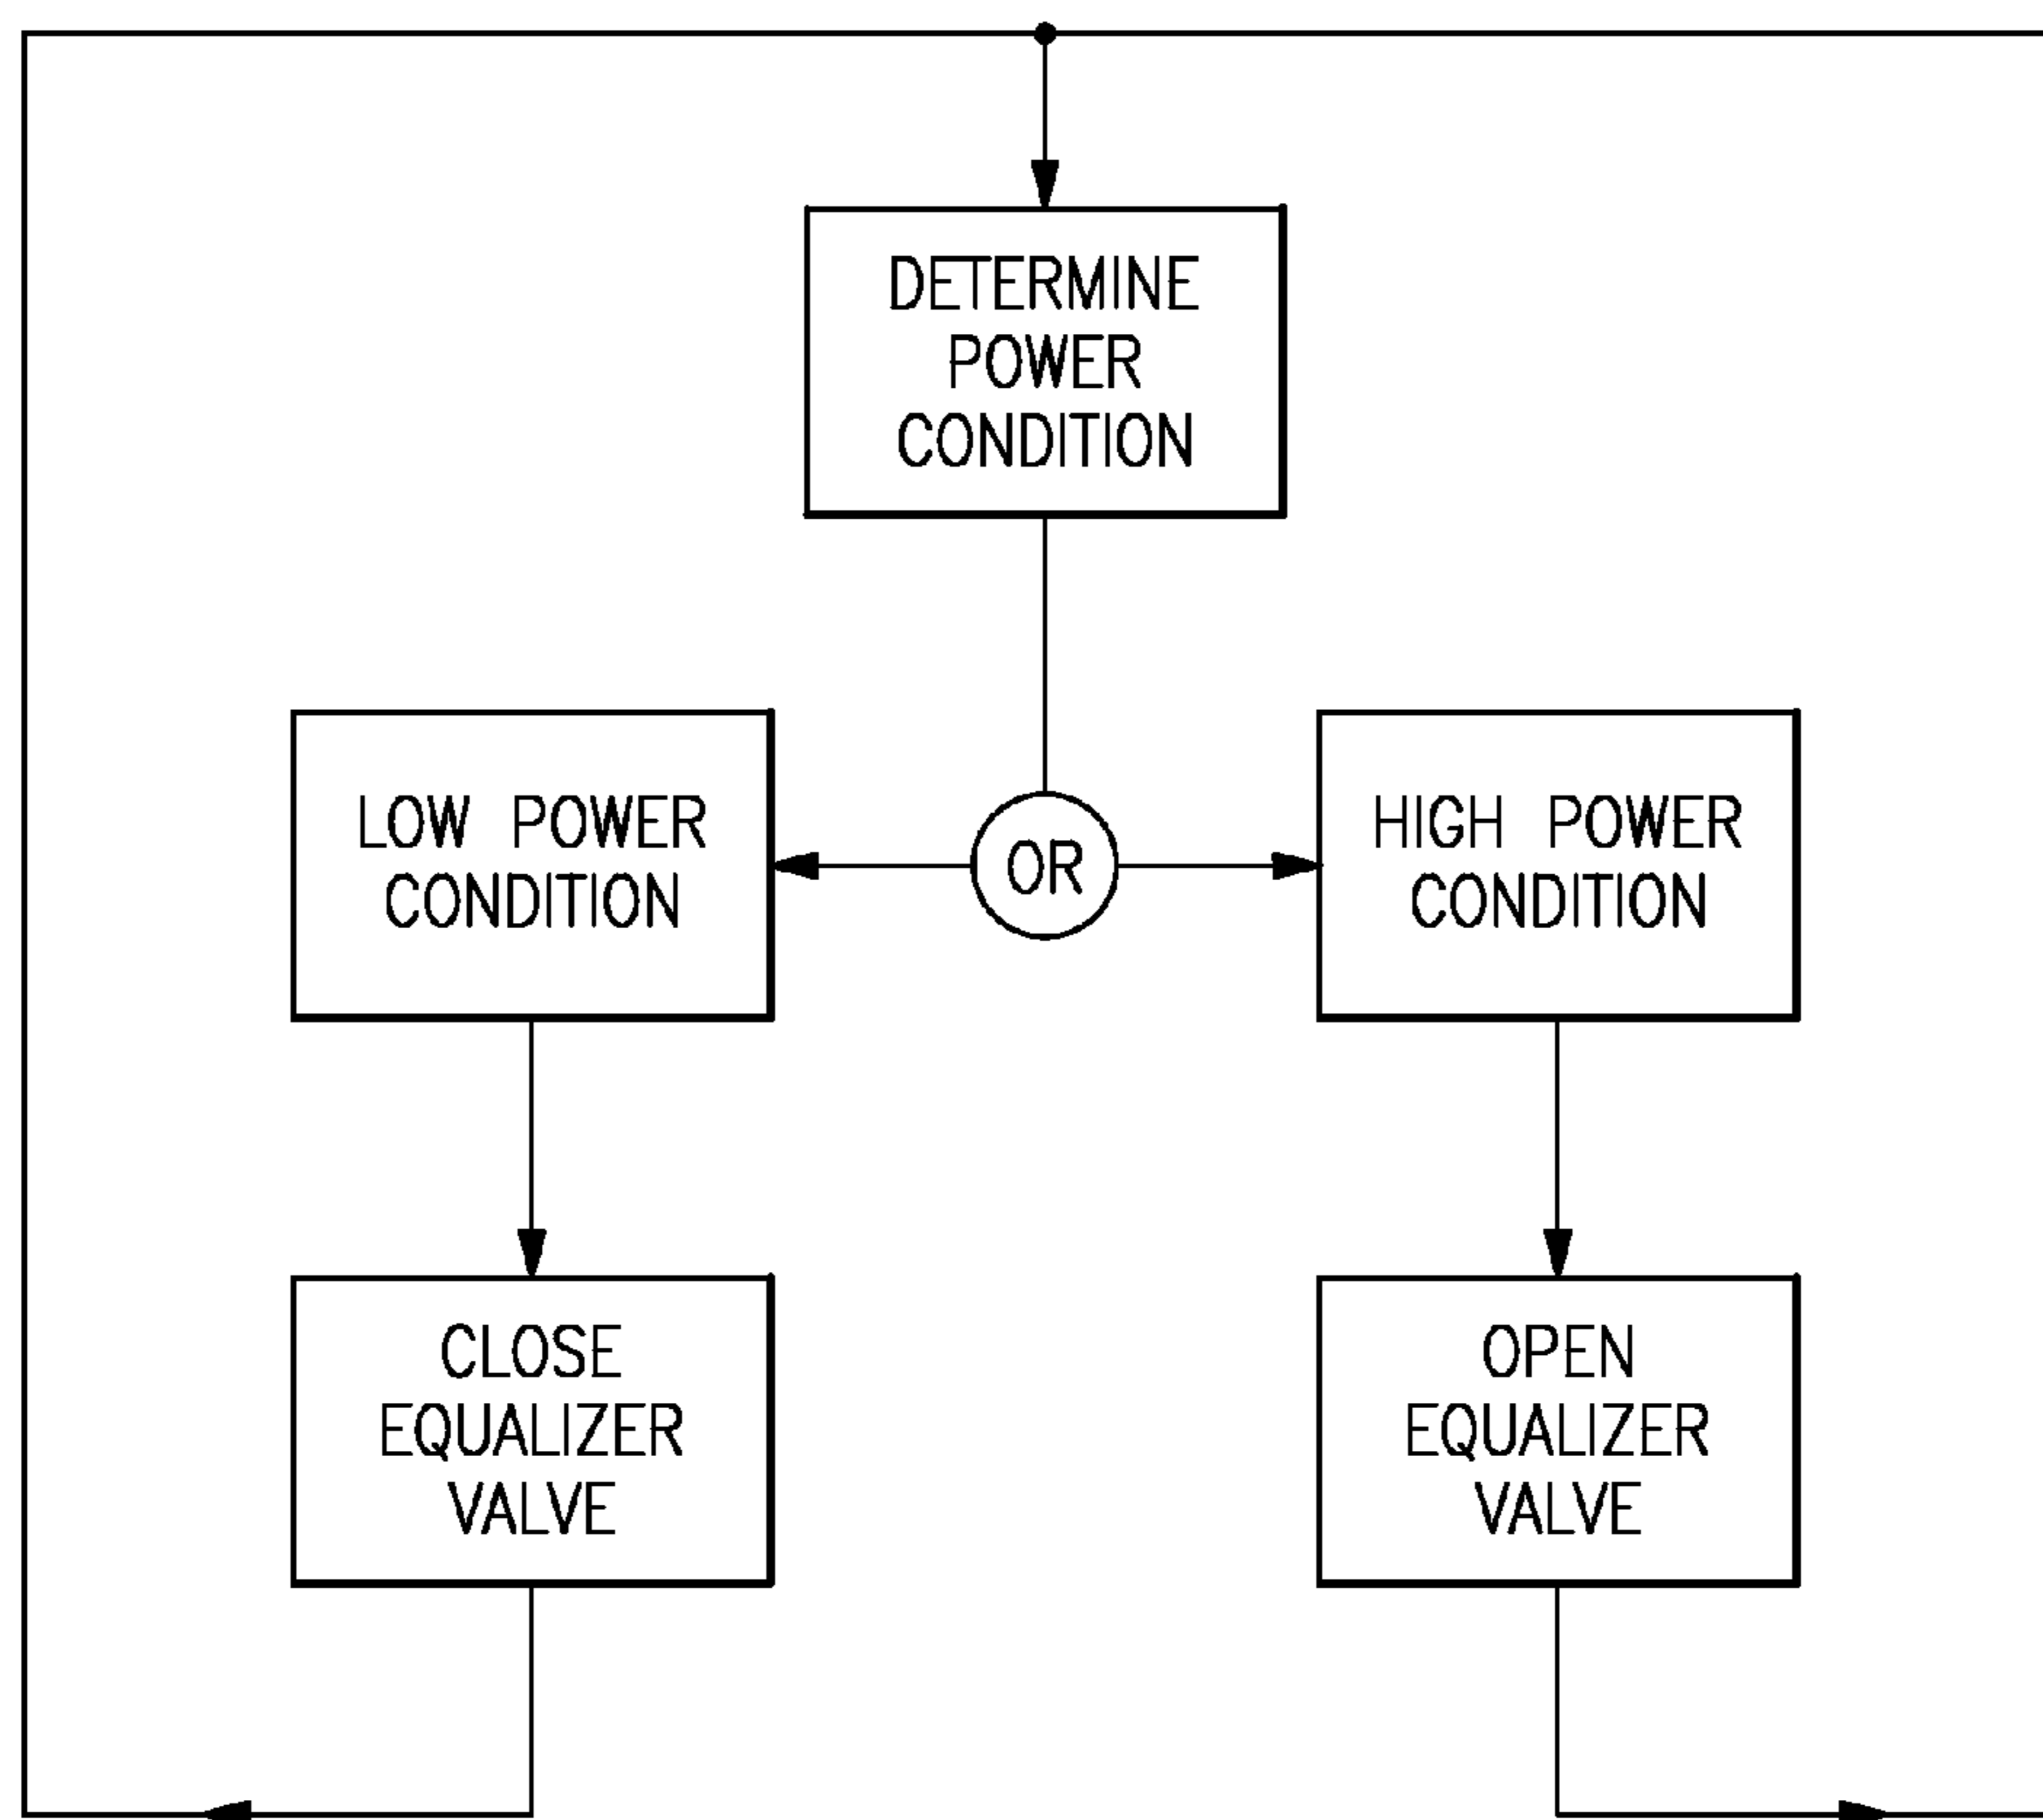 DETERMINE
POWER
CONDITION
LOW POWER
CONDITION
OR
HIGH POWER
CONDITION
CLOSE
EQUALIZER
VALVE
OPEN
EQUALIZER
VALVE